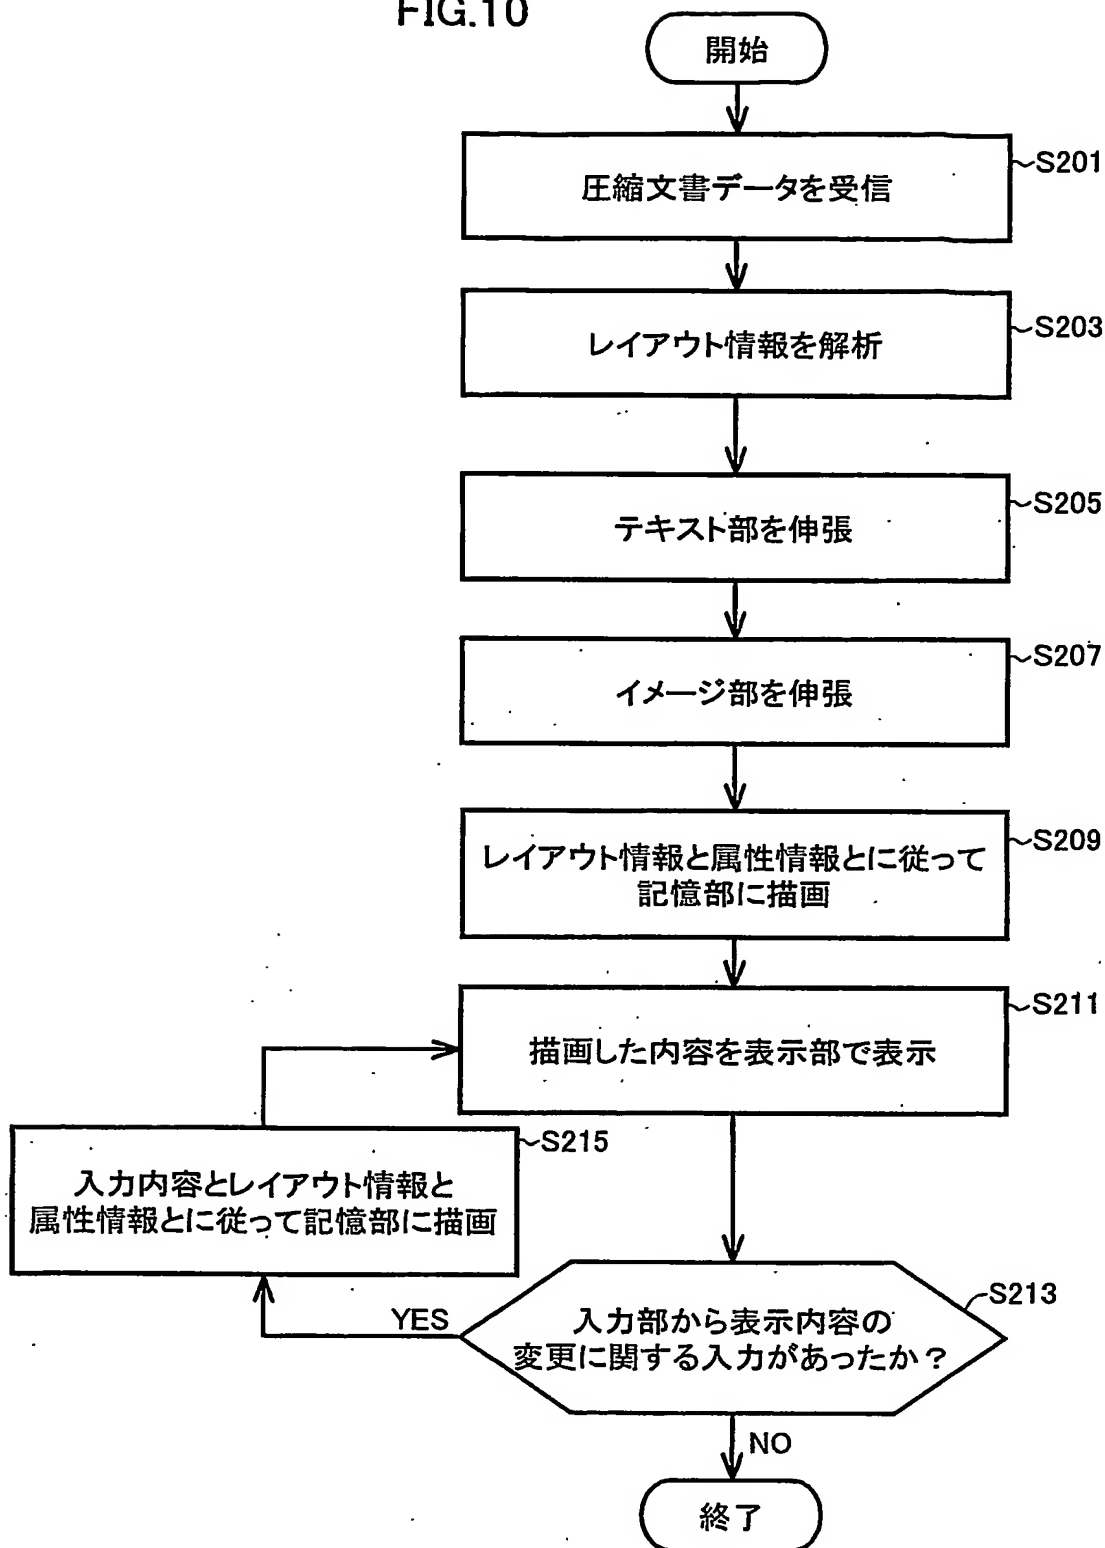 FIG.10
開始
圧縮文書データを受信
S201
レイアウト情報を解析
S203
テキスト部を伸張
S205
イメージ部を伸張
S207
レイアウト情報と属性情報とに従って
記憶部に描画
S209
描画した内容を表示部で表示
S211
入力内容とレイアウト情報と
属性情報とに従って記憶部に描画
S215
入力部から表示内容の
変更に関する入力があったか？
S213
YES
NO
終了